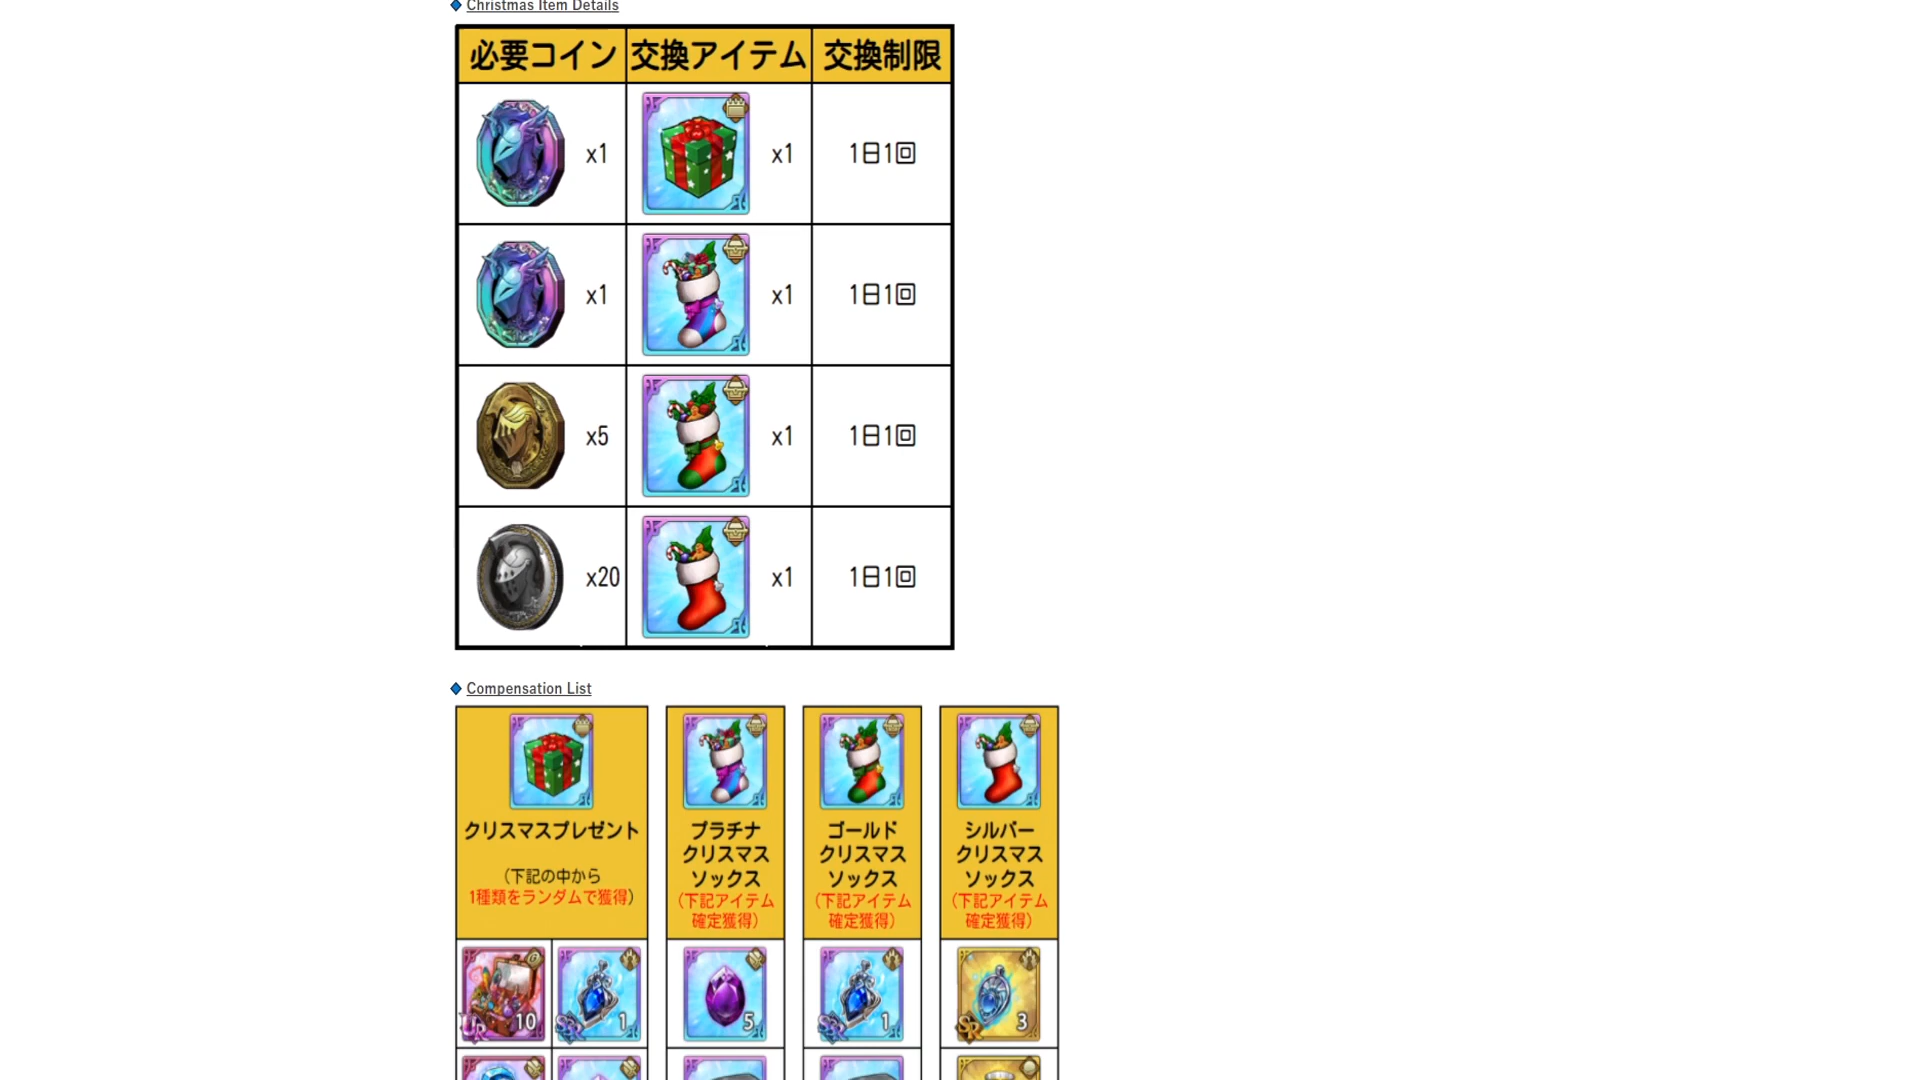 Christmas Item Details
必要コイン 交換アイテム 交換制限
x1 x1 1日1回
x1 x1 1日1回
x5 x1 1日1回
x20 x1 1日1回
Compensation List
クリスマスプレゼント
(下記の中から
1種類をランダムで獲得)
プラチナ
クリスマス
ソックス
(下記アイテム
確定獲得)
ゴールド
クリスマス
ソックス
(下記アイテム
確定獲得)
シルバー
クリスマス
ソックス
(下記アイテム
確定獲得)
UR 10 SSR 1 5 SSR 1 SR 3